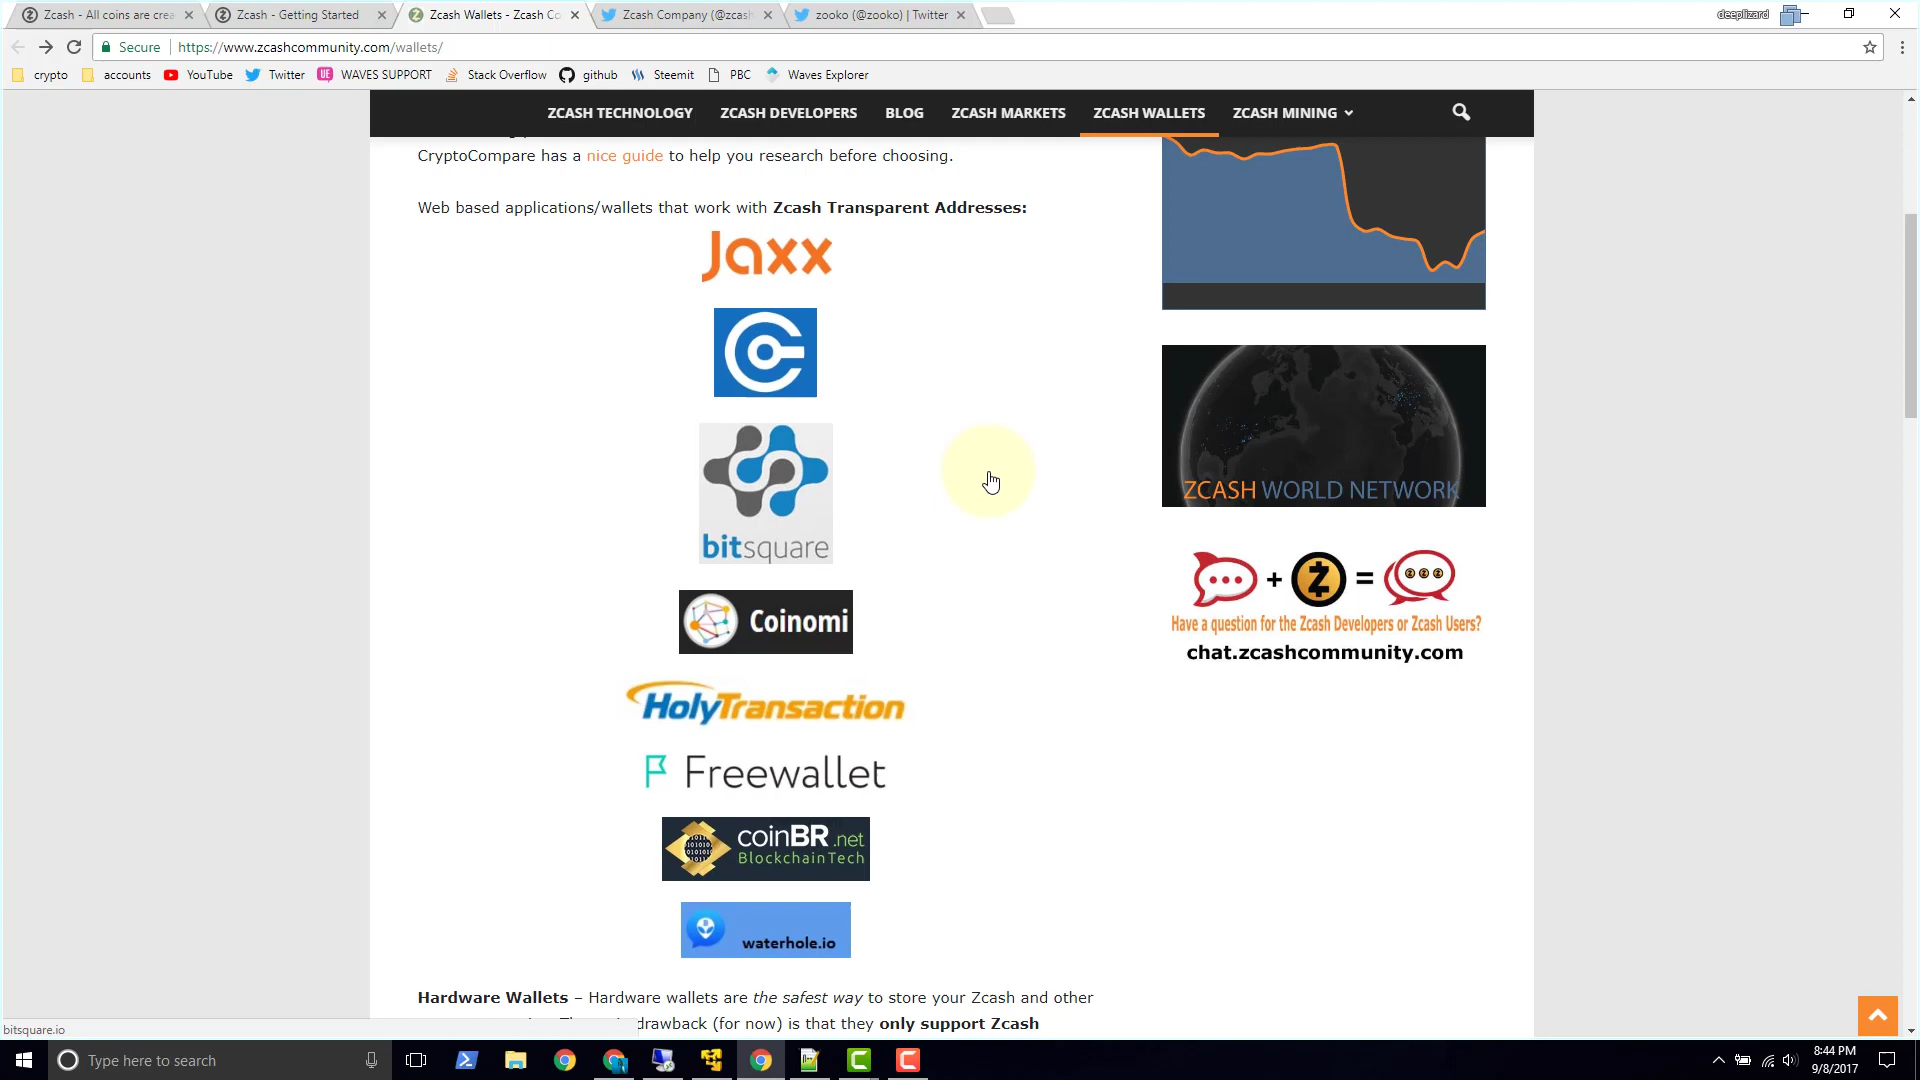 Zcash - All coins are crea
Zcash - Getting Started
Zcash Wallets - Zcash Co
Zcash Company (@zcash
zooko (@zooko) | Twitter
deeplizard
Secure
https://www.zcashcommunity.com/wallets/
crypto
accounts
YouTube
Twitter
WAVES SUPPORT
Stack Overflow
github
Steemit
PBC
Waves Explorer
ZCASH TECHNOLOGY
ZCASH DEVELOPERS
BLOG
ZCASH MARKETS
ZCASH WALLETS
ZCASH MINING
CryptoCompare has a nice guide to help you research before choosing.
Web based applications/wallets that work with Zcash Transparent Addresses:
Jaxx
bitsquare
Coinomi
HolyTransaction
Freewallet
coinBR.net
BlockchainTech
waterhole.io
ZCASH WORLD NETWORK
Have a question for the Zcash Developers or Zcash Users?
chat.zcashcommunity.com
Hardware Wallets – Hardware wallets are the safest way to store your Zcash and other
drawback (for now) is that they only support Zcash
bitsquare.io
Type here to search
8:44 PM
9/8/2017